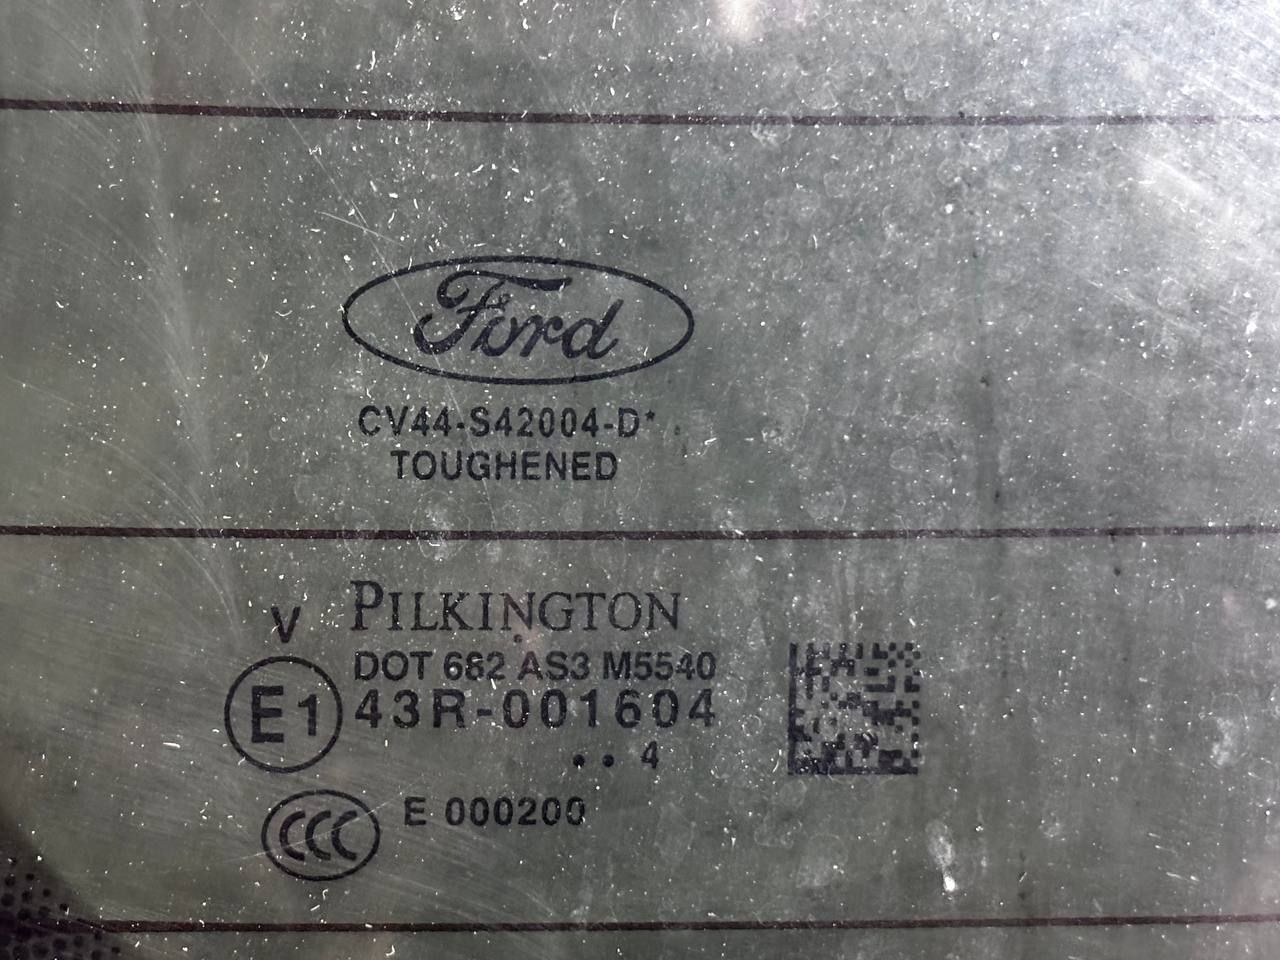 Ford
CV44-S42004-D*
TOUGHENED
V PILKINGTON
DOT 682 AS3 M5540
E1 43R-001604
•• 4
CCC E 000200